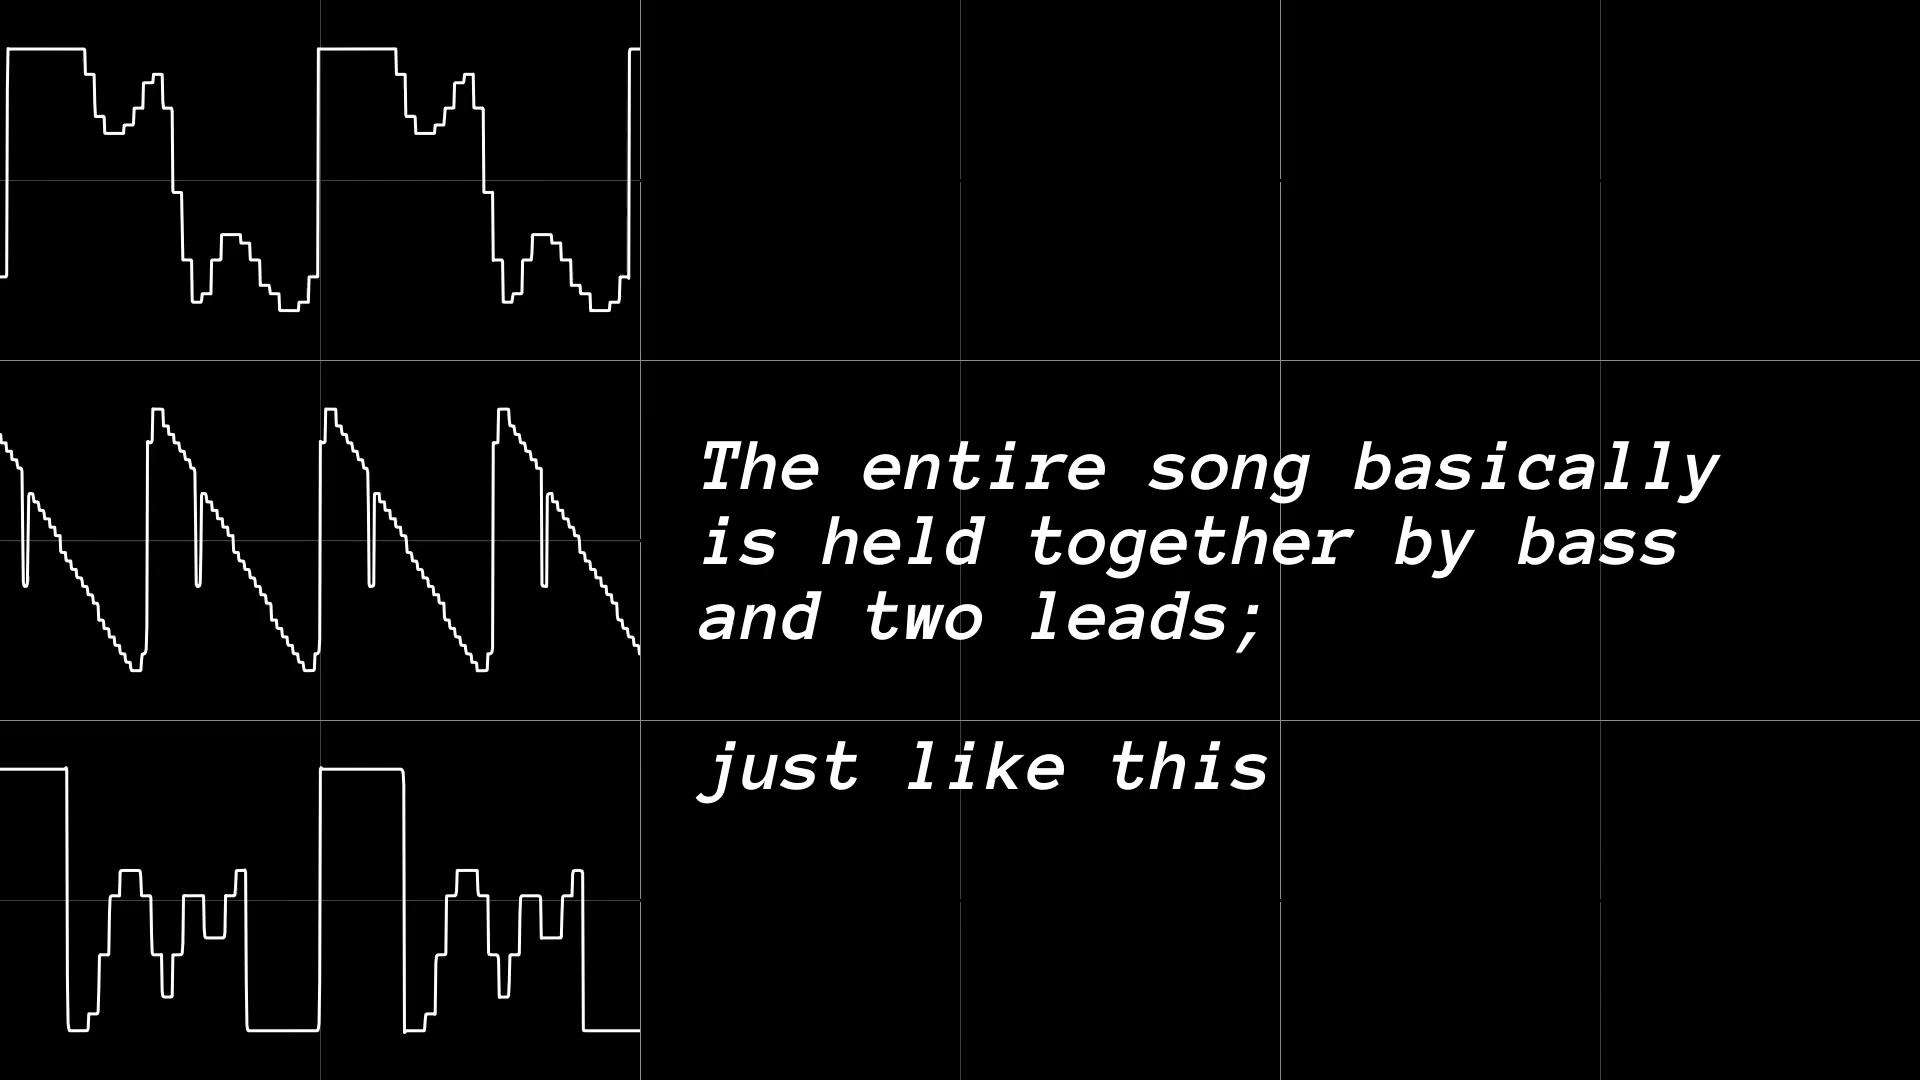 The entire song basically
is held together by bass
and two leads;
just like this